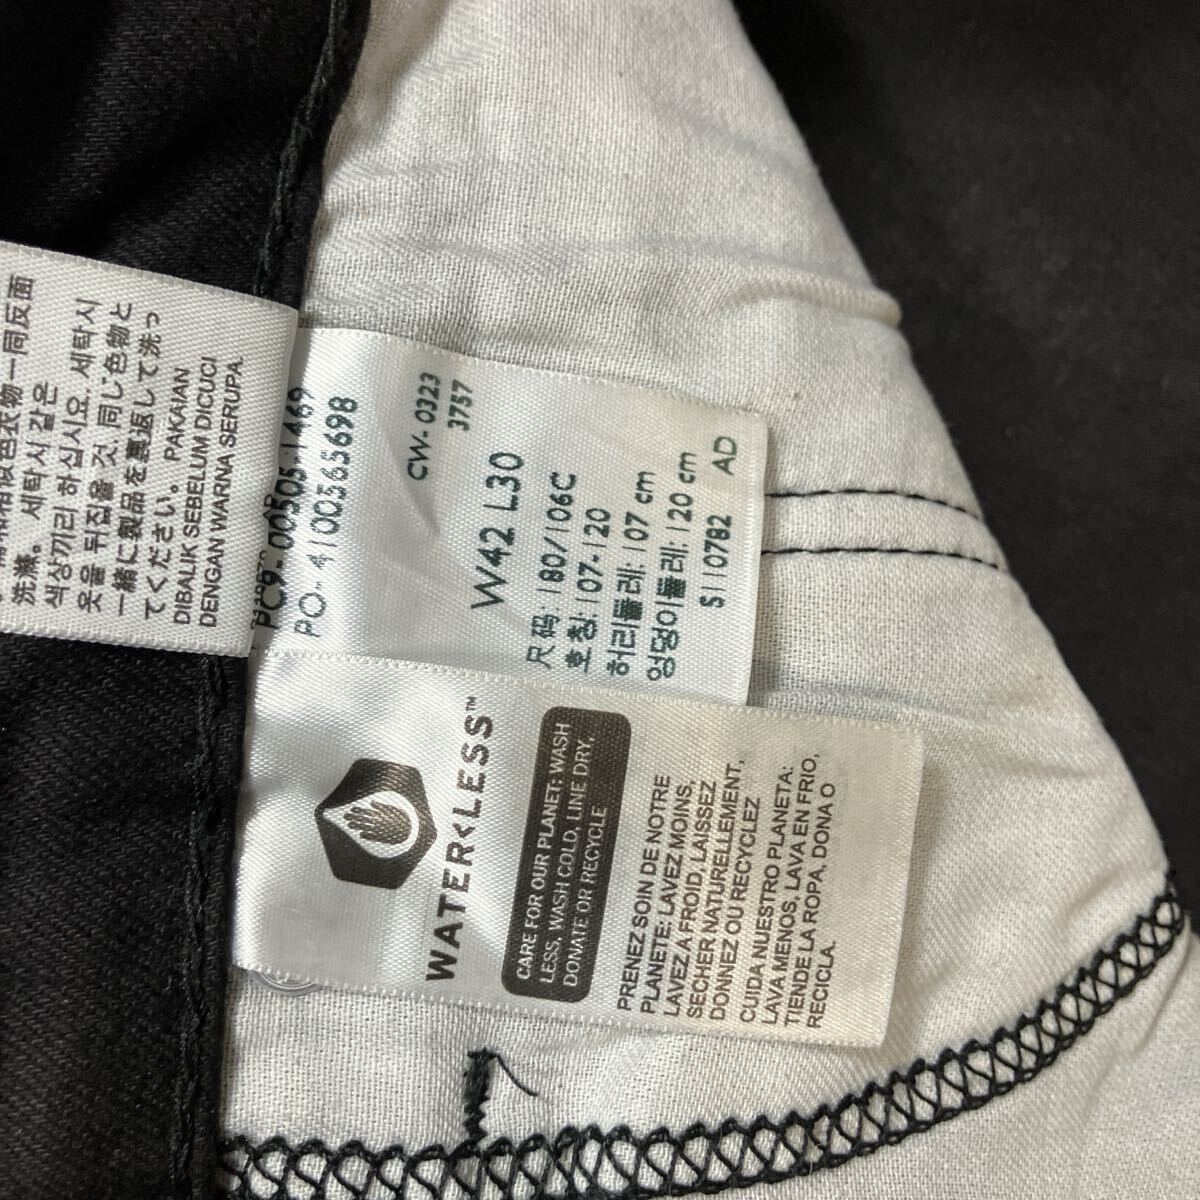 洗滌。세탁시 같은
색상끼리 하십시요. 세탁시
옷을 뒤집을 것. 同じ色物と
一緒に製品を裏返しで洗っ
てください。PAKAIAN
DIBALIK SEBELUM DICUCI
DENGAN WARNA SERUPA.
PC9-00505-1469
PO- 4100365698
CW- 0323
3757
W42 L30
尺码: 180/106C
호칭: 107-120
허리둘레: 107 cm
엉덩이둘레: 120 cm
S110782 AD
WATER<LESS™
CARE FOR OUR PLANET: WASH
LESS, WASH COLD, LINE DRY,
DONATE OR RECYCLE
PRENEZ SOIN DE NOTRE
PLANETE: LAVEZ MOINS,
LAVEZ A FROID, LAISSEZ
SECHER NATURELLEMENT,
DONNEZ OU RECYCLEZ
CUIDA NUESTRO PLANETA:
LAVA MENOS, LAVA EN FRIO,
TIENDE LA ROPA, DONA O
RECICLA.